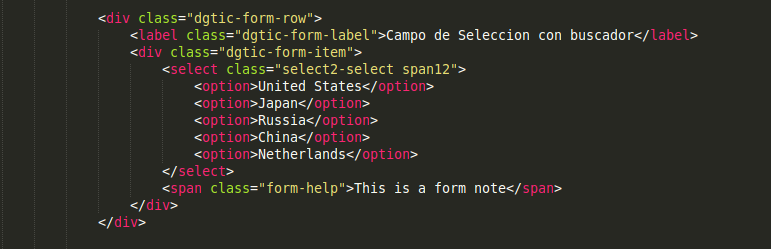 <div class="dgtic-form-row">
<label class="dgtic-form-label">Campo de Seleccion con buscador</label>
<div class="dgtic-form-item">
<select class="select2-select span12">
<option>United States</option>
<option>Japan</option>
<option>Russia</option>
<option>China</option>
<option>Netherlands</option>
</select>
<span class="form-help">This is a form note</span>
</div>
</div>